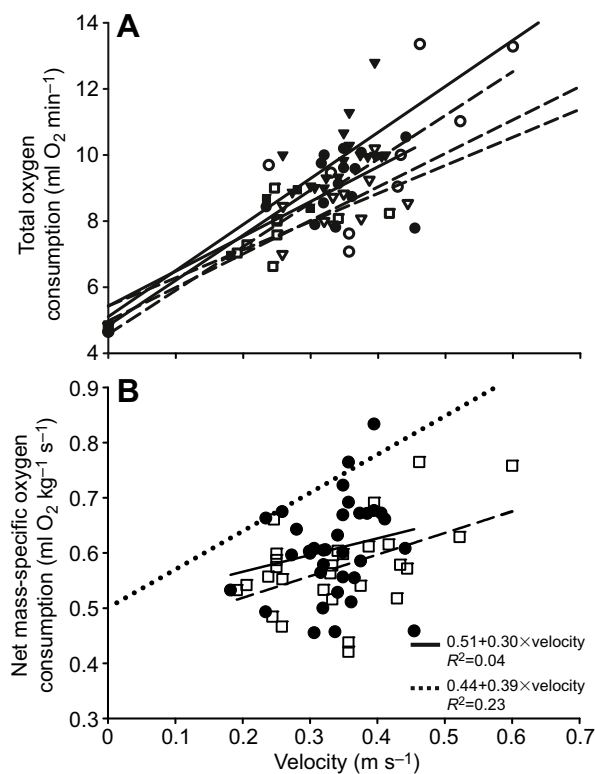 A
Total oxygen
consumption (ml O2 min−1)
14
12
10
8
6
4
B
Net mass-specific oxygen
consumption (ml O2 kg−1 s−1)
0.9
0.8
0.7
0.6
0.5
0.4
0.3
0.51+0.30×velocity
R2=0.04
0.44+0.39×velocity
R2=0.23
0 0.1 0.2 0.3 0.4 0.5 0.6 0.7
Velocity (m s−1)